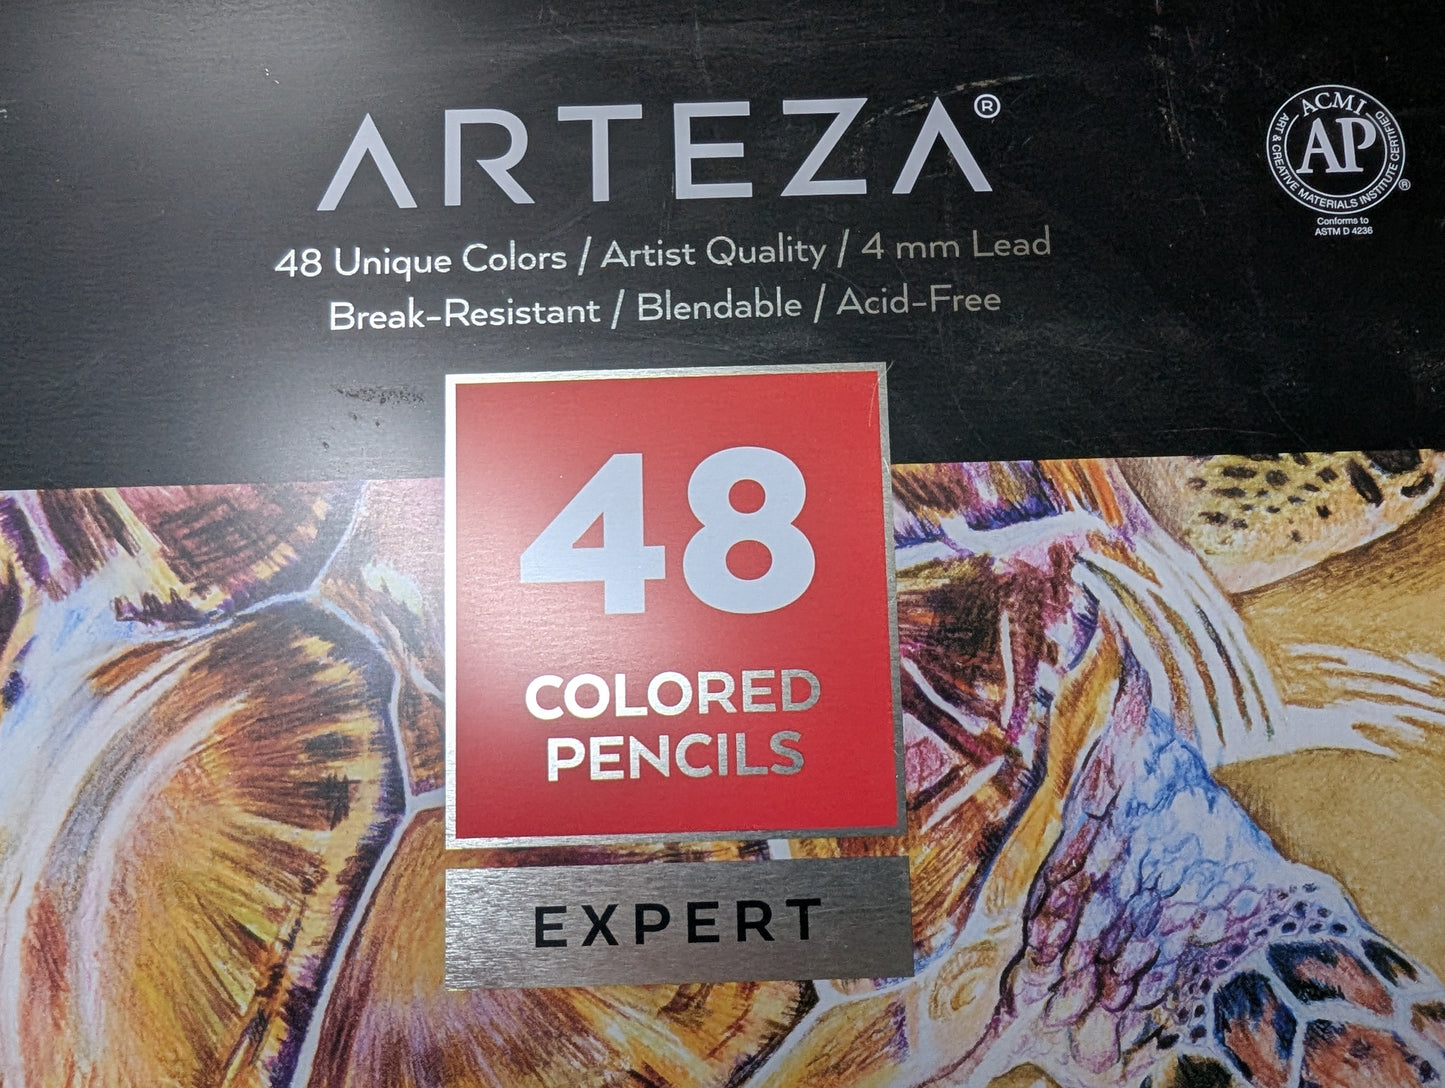 ARTEZA®
48 Unique Colors / Artist Quality / 4 mm Lead
Break-Resistant / Blendable / Acid-Free
ACMI
AP
ART & CREATIVE MATERIALS INSTITUTE CERTIFIED
®
Conforms to
ASTM D 4236
48
COLORED
PENCILS
EXPERT